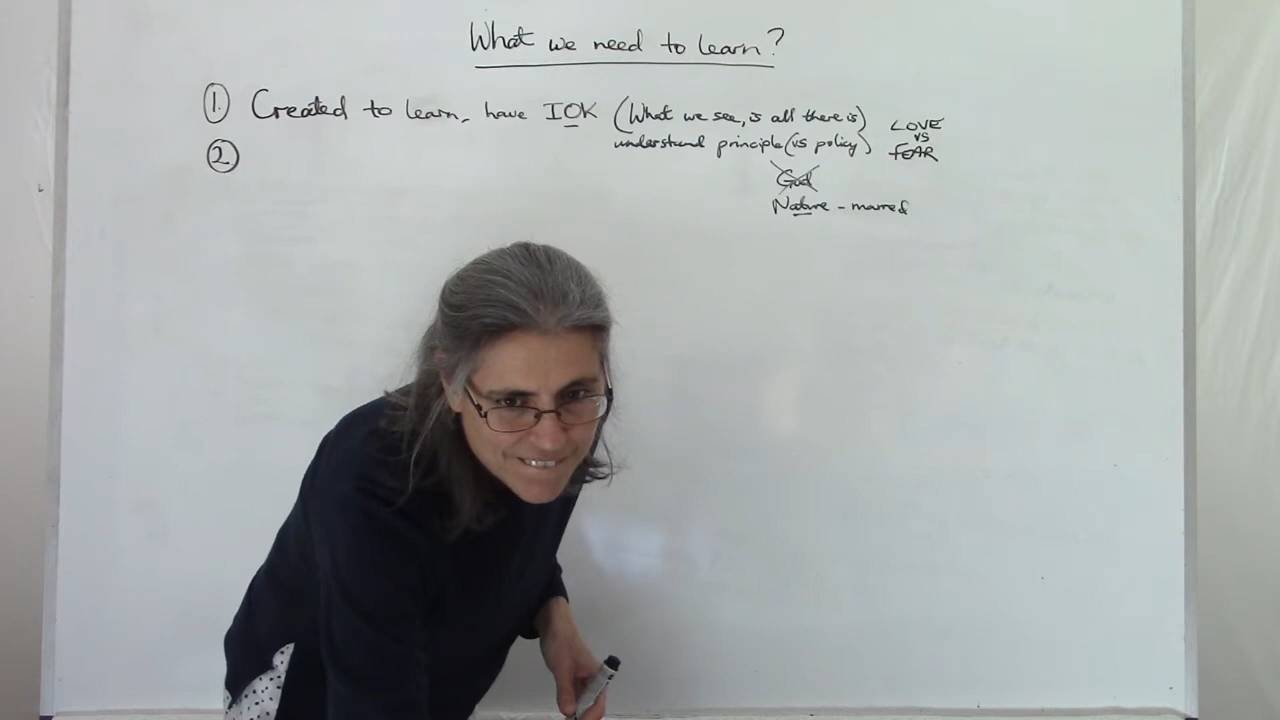 What we need to learn?
1. Created to learn, have IOK (What we see, is all there is)
understand principle (vs policy)
LOVE
vs
FEAR
2.
God
Nature - marred